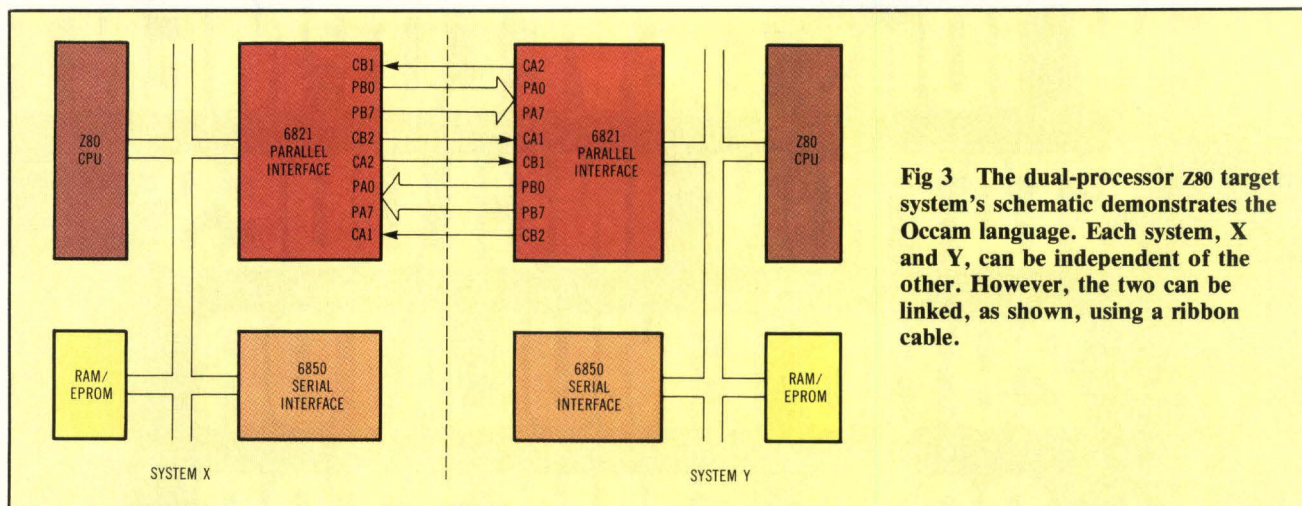 Z80
CPU
6821
PARALLEL
INTERFACE
CB1
PB0
PB7
CB2
CA2
PA0
PA7
CA1
CA2
PA0
PA7
CA1
CB1
PB0
PB7
CB2
6821
PARALLEL
INTERFACE
Z80
CPU
RAM/
EPROM
6850
SERIAL
INTERFACE
6850
SERIAL
INTERFACE
RAM/
EPROM
SYSTEM X
SYSTEM Y
Fig 3 The dual-processor Z80 target
system's schematic demonstrates the
Occam language. Each system, X
and Y, can be independent of the
other. However, the two can be
linked, as shown, using a ribbon
cable.